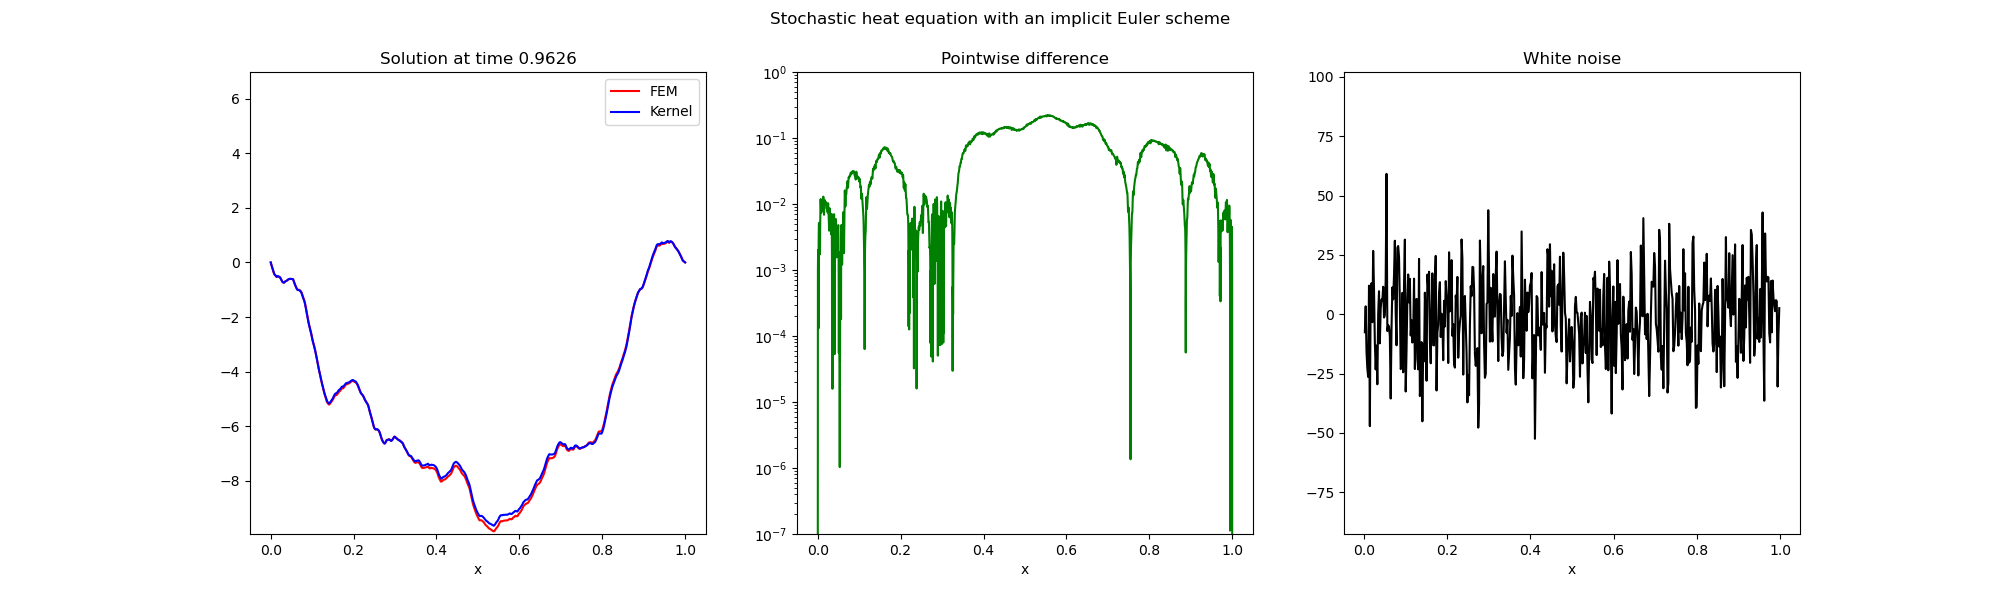 Stochastic heat equation with an implicit Euler scheme
Solution at time 0.9626
6
4
2
0
−2
−4
−6
−8
0.0 0.2 0.4 0.6 0.8 1.0
x
FEM
Kernel
Pointwise difference
10⁰
10⁻¹
10⁻²
10⁻³
10⁻⁴
10⁻⁵
10⁻⁶
10⁻⁷
0.0 0.2 0.4 0.6 0.8 1.0
x
White noise
100
75
50
25
0
−25
−50
−75
0.0 0.2 0.4 0.6 0.8 1.0
x